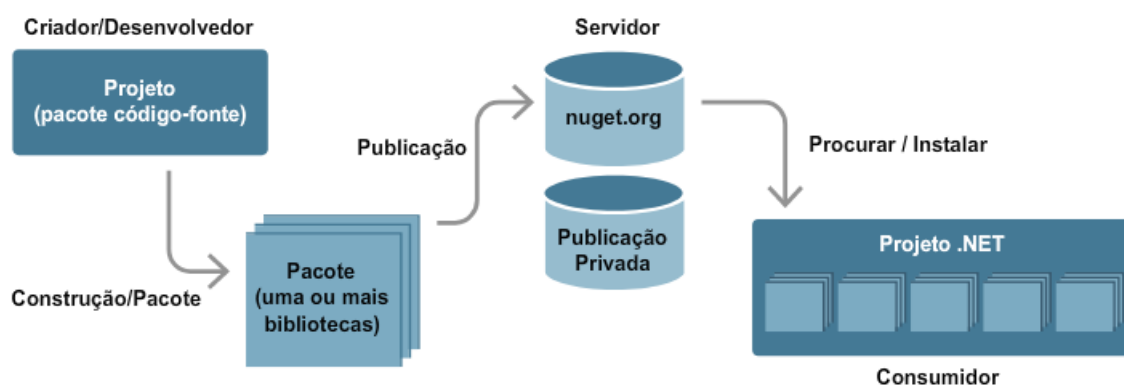 Criador/Desenvolvedor
Projeto
(pacote código-fonte)
Construção/Pacote
Pacote
(uma ou mais
bibliotecas)
Publicação
Servidor
nuget.org
Publicação
Privada
Procurar / Instalar
Projeto .NET
Consumidor